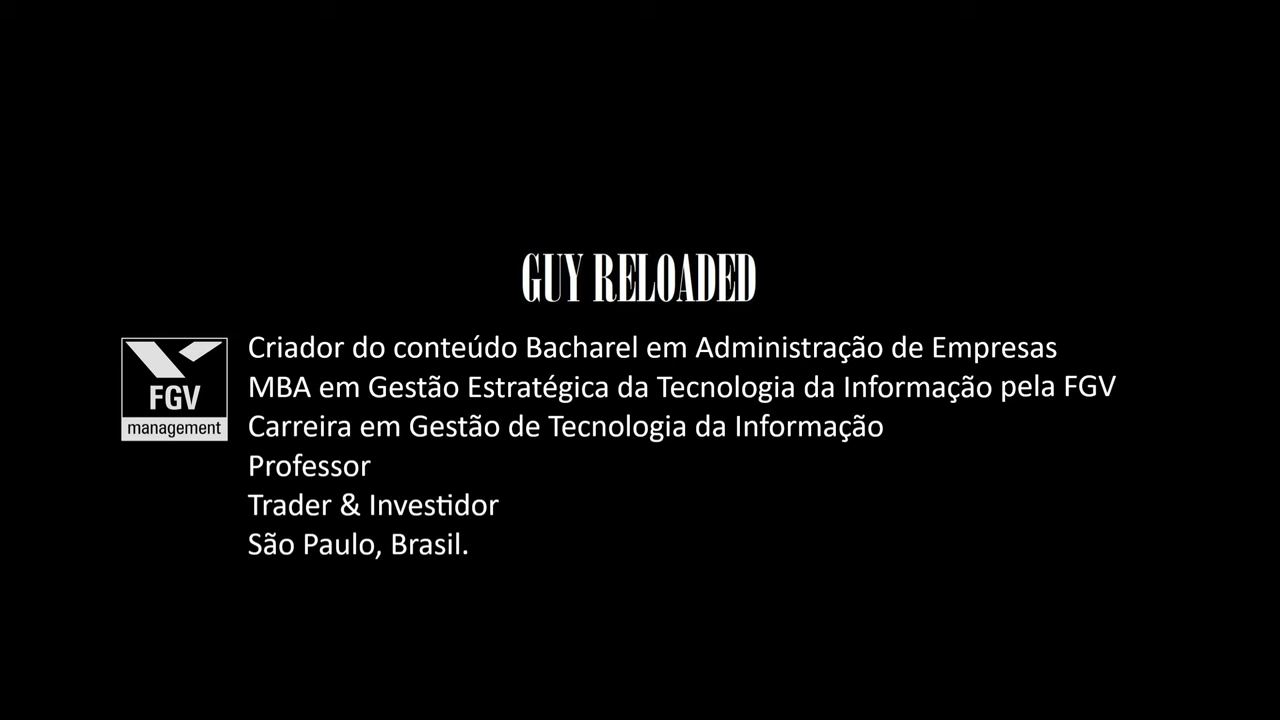 GUY RELOADED
Criador do conteúdo Bacharel em Administração de Empresas
MBA em Gestão Estratégica da Tecnologia da Informação pela FGV
Carreira em Gestão de Tecnologia da Informação
Professor
Trader & Investidor
São Paulo, Brasil.
FGV
management